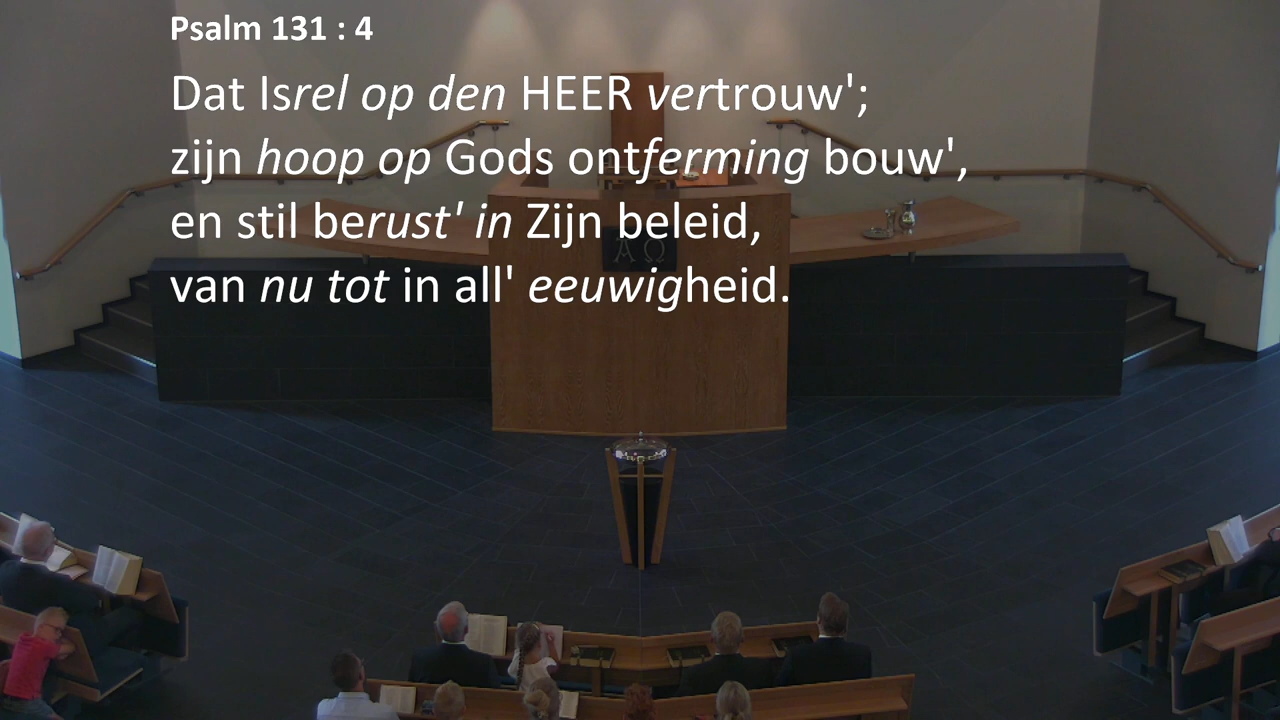 Psalm 131 : 4
Dat Isrel op den HEER vertrouw';
zijn hoop op Gods ontferming bouw',
en stil berust' in Zijn beleid,
van nu tot in all' eeuwigheid.
Α Ω